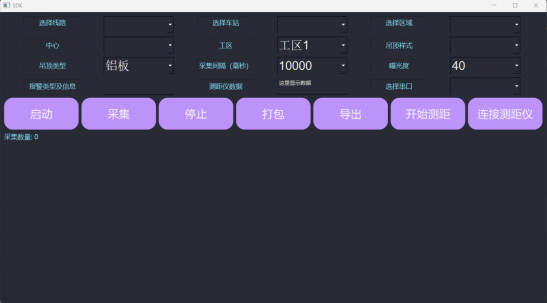 SDK
选择线路 选择车站 选择区域
中心 工区 工区1 吊顶样式
吊顶类型 铝板 采集间隔（毫秒） 10000 曝光度 40
报警类型及信息 测距仪数据 这里显示数据 选择串口
启动 采集 停止 打包 导出 开始测距 连接测距仪
采集数量: 0